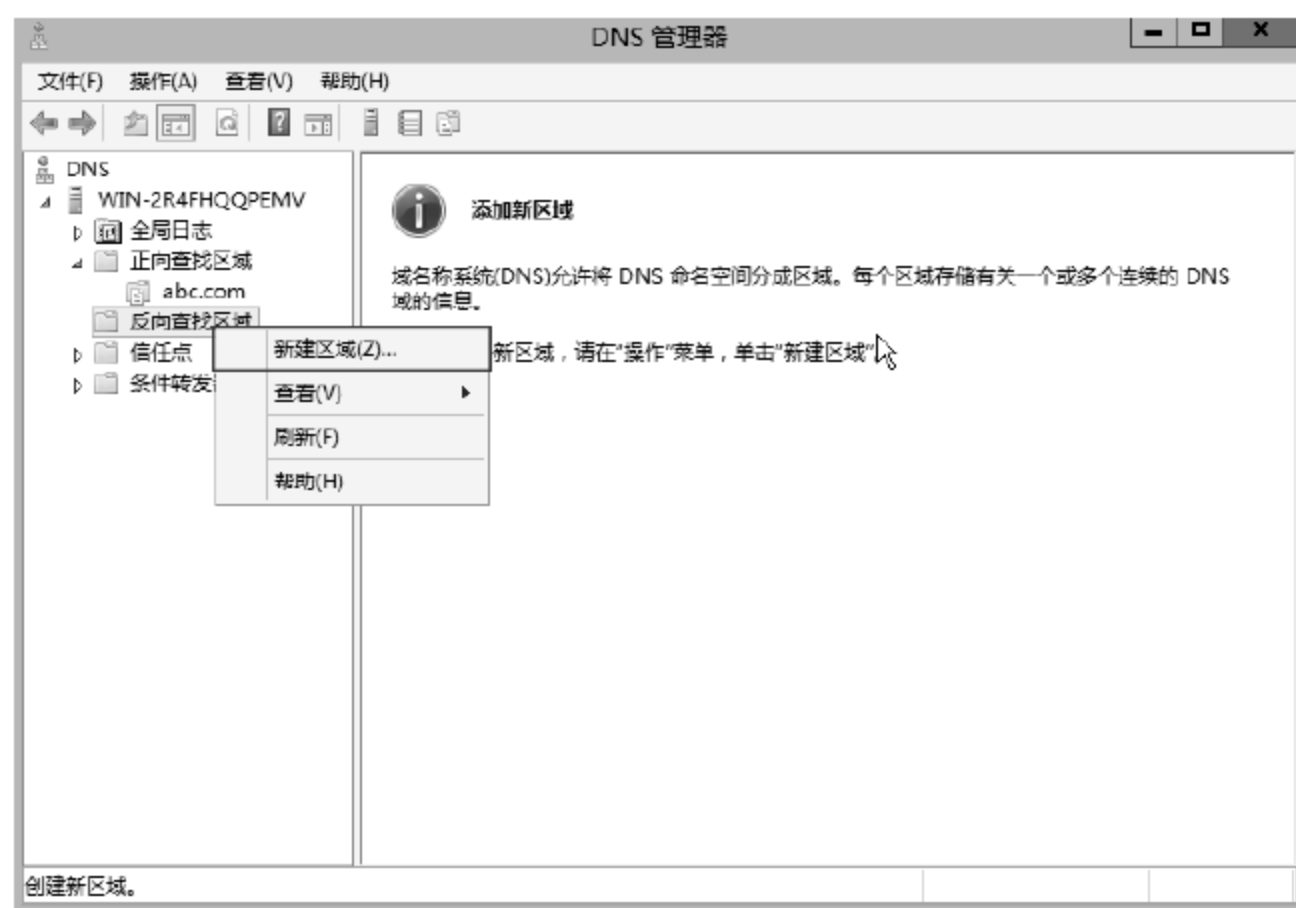 DNS 管理器
文件(F) 操作(A) 查看(V) 帮助(H)
DNS
WIN-2R4FHQQPEMV
全局日志
正向查找区域
abc.com
反向查找区域
信任点
条件转发
新建区域(Z)...
查看(V)
刷新(F)
帮助(H)
添加新区域
域名称系统(DNS)允许将 DNS 命名空间分成区域。每个区域存储有关一个或多个连续的 DNS
域的信息。
新区域，请在"操作"菜单，单击"新建区域"
创建新区域。